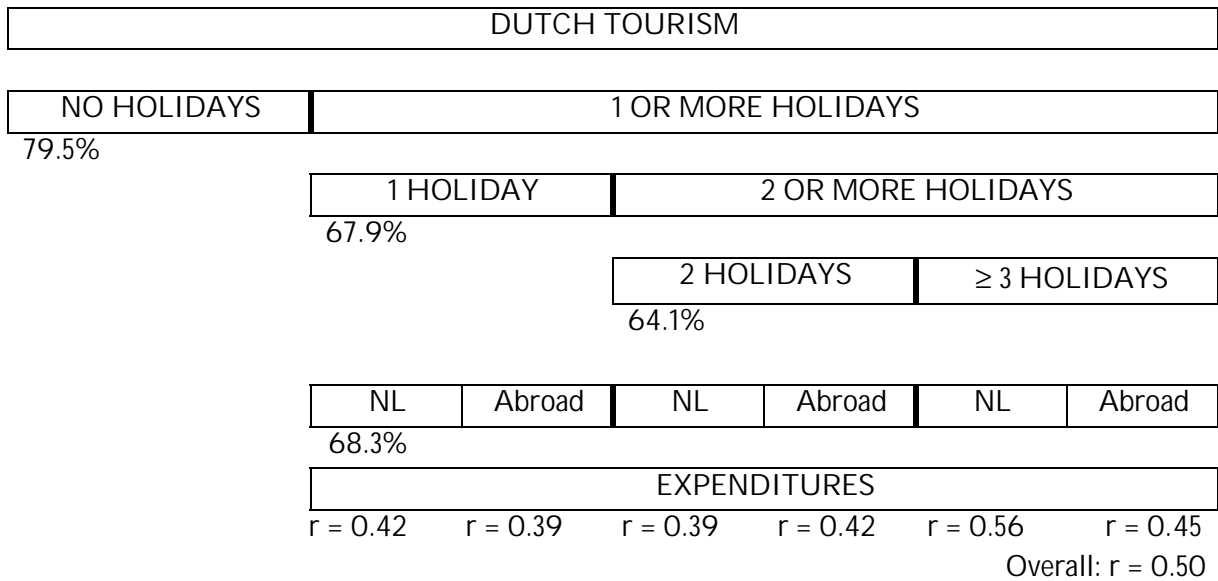 DUTCH TOURISM
NO HOLIDAYS 1 OR MORE HOLIDAYS
79.5%
1 HOLIDAY 2 OR MORE HOLIDAYS
67.9%
2 HOLIDAYS ≥ 3 HOLIDAYS
64.1%
NL Abroad NL Abroad NL Abroad
68.3%
EXPENDITURES
r = 0.42 r = 0.39 r = 0.39 r = 0.42 r = 0.56 r = 0.45
Overall: r = 0.50